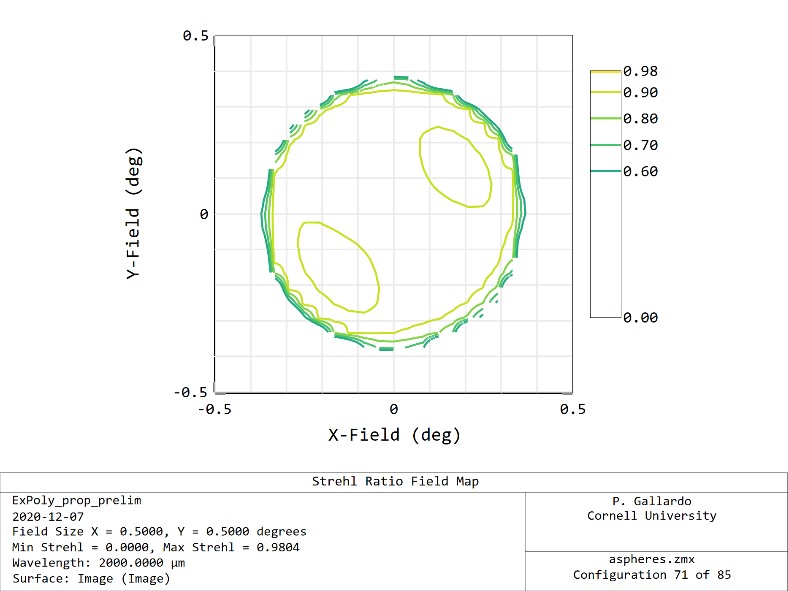 0.5
0
-0.5
Y-Field (deg)
-0.5
0
0.5
X-Field (deg)
0.98
0.90
0.80
0.70
0.60
0.00
Strehl Ratio Field Map
ExPoly_prop_prelim
2020-12-07
Field Size X = 0.5000, Y = 0.5000 degrees
Min Strehl = 0.0000, Max Strehl = 0.9804
Wavelength: 2000.0000 µm
Surface: Image (Image)
P. Gallardo
Cornell University
aspheres.zmx
Configuration 71 of 85